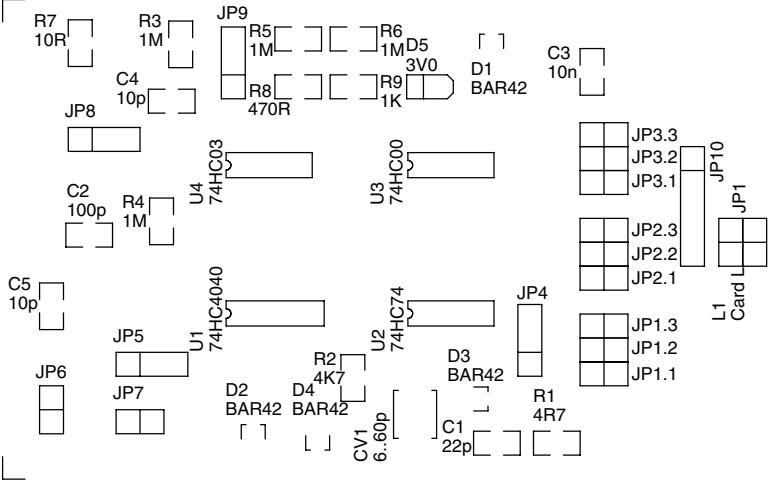 R7
10R
R3
1M
JP9
R5
1M
R6
1M
D5
3V0
D1
BAR42
C3
10n
C4
10p
R8
470R
R9
1K
JP8
U4
74HC03
U3
74HC00
JP3.3
JP3.2
JP3.1
JP10
C2
100p
R4
1M
JP2.3
JP2.2
JP2.1
JP1
L1
Card L
C5
10p
U1
74HC4040
U2
74HC74
JP4
JP1.3
JP1.2
JP1.1
JP5
R2
4K7
D3
BAR42
JP6
JP7
D2
BAR42
D4
BAR42
CV1
6..60p
C1
22p
R1
4R7